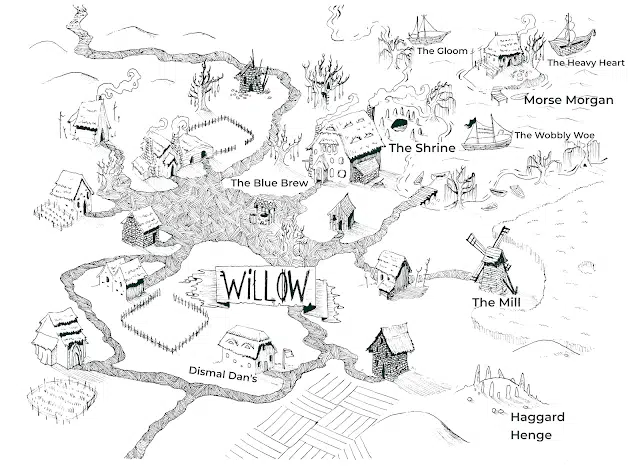 The Gloom
The Heavy Heart
Morse Morgan
The Wobbly Woe
The Shrine
The Blue Brew
WiLLØW
The Mill
Dismal Dan's
Haggard
Henge